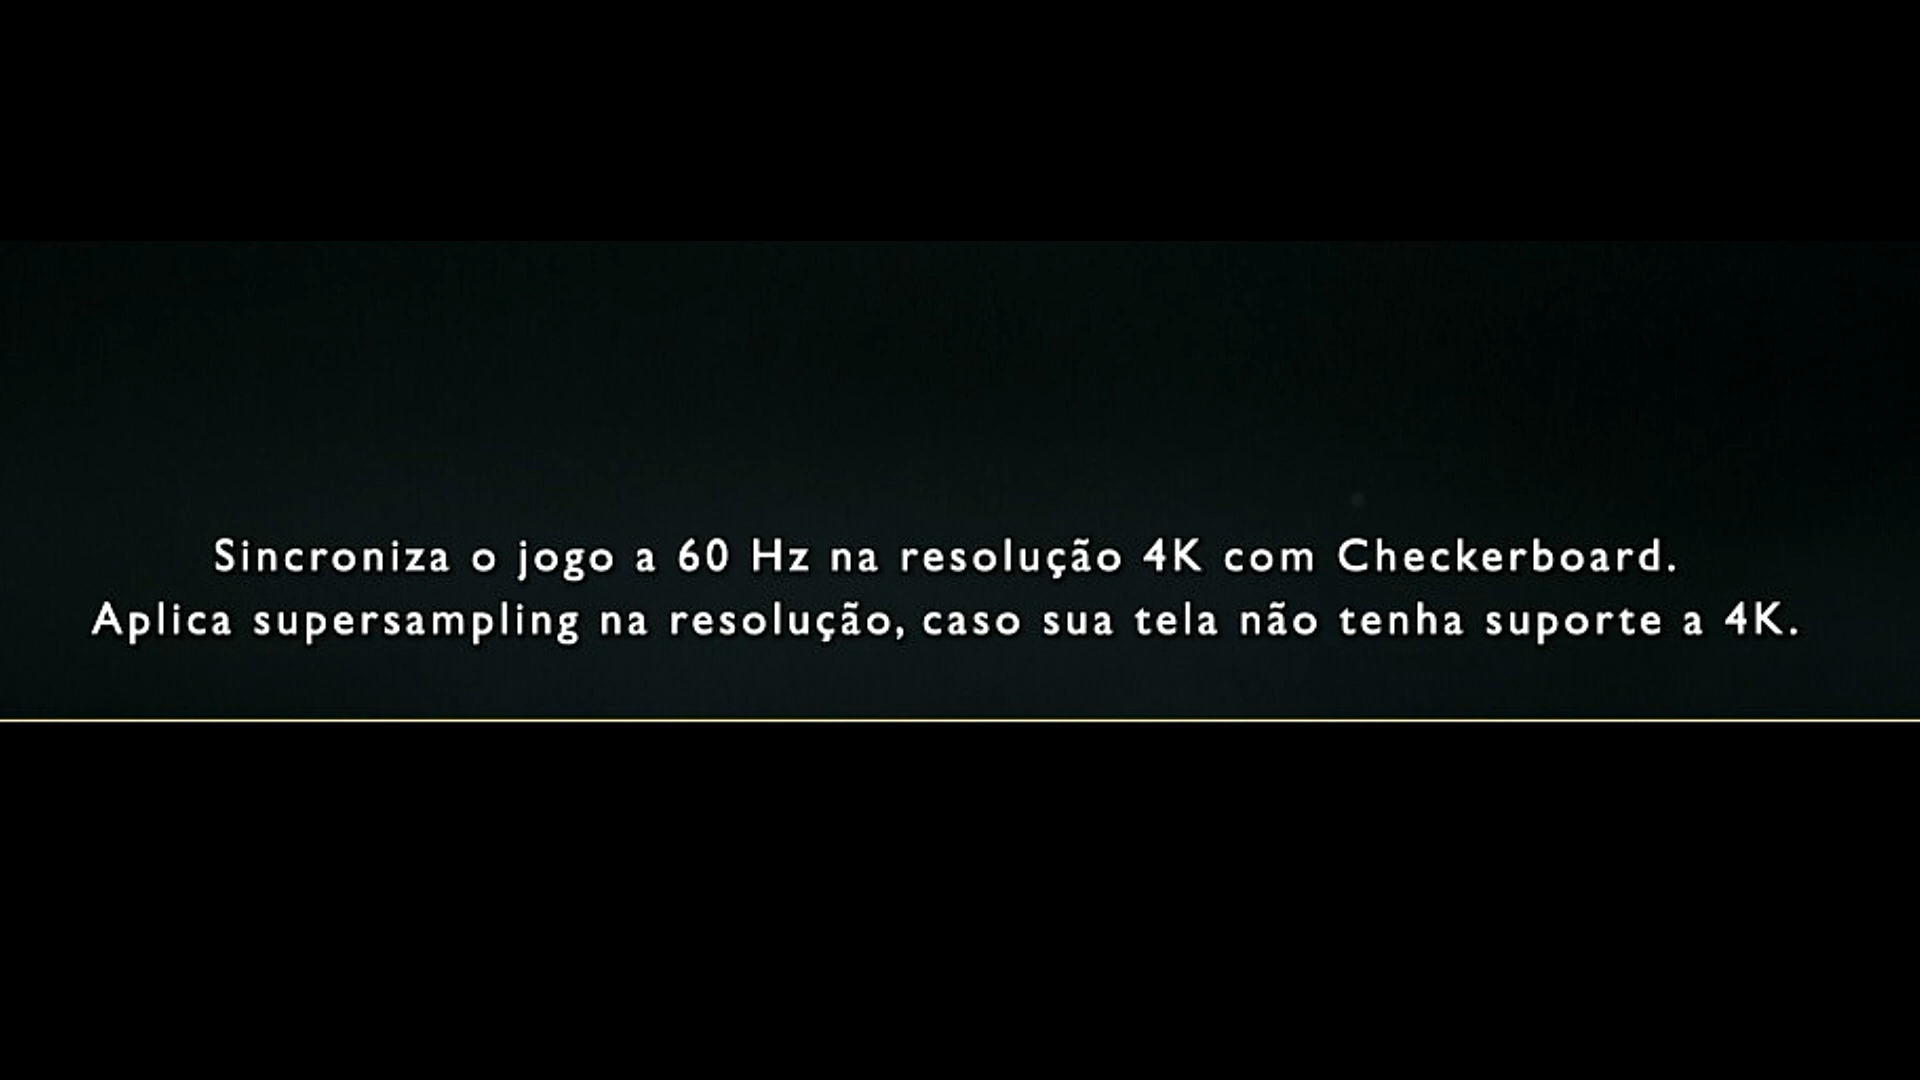 Sincroniza o jogo a 60 Hz na resolução 4K com Checkerboard.
Aplica supersampling na resolução, caso sua tela não tenha suporte a 4K.